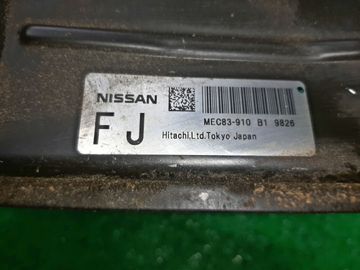 NISSAN
MEC83-910 B1 9826
FJ
Hitachi,Ltd.Tokyo Japan